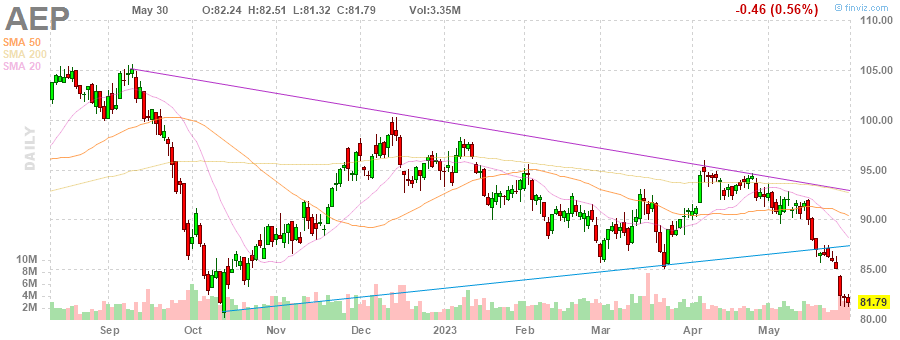 AEP
May 30 O:82.24 H:82.51 L:81.32 C:81.79 Vol:3.35M
-0.46 (0.56%)
© finviz.com
SMA 50
SMA 200
SMA 20
DAILY
110.00
105.00
100.00
95.00
90.00
85.00
81.79
80.00
10M
8M
6M
4M
2M
Sep Oct Nov Dec 2023 Feb Mar Apr May